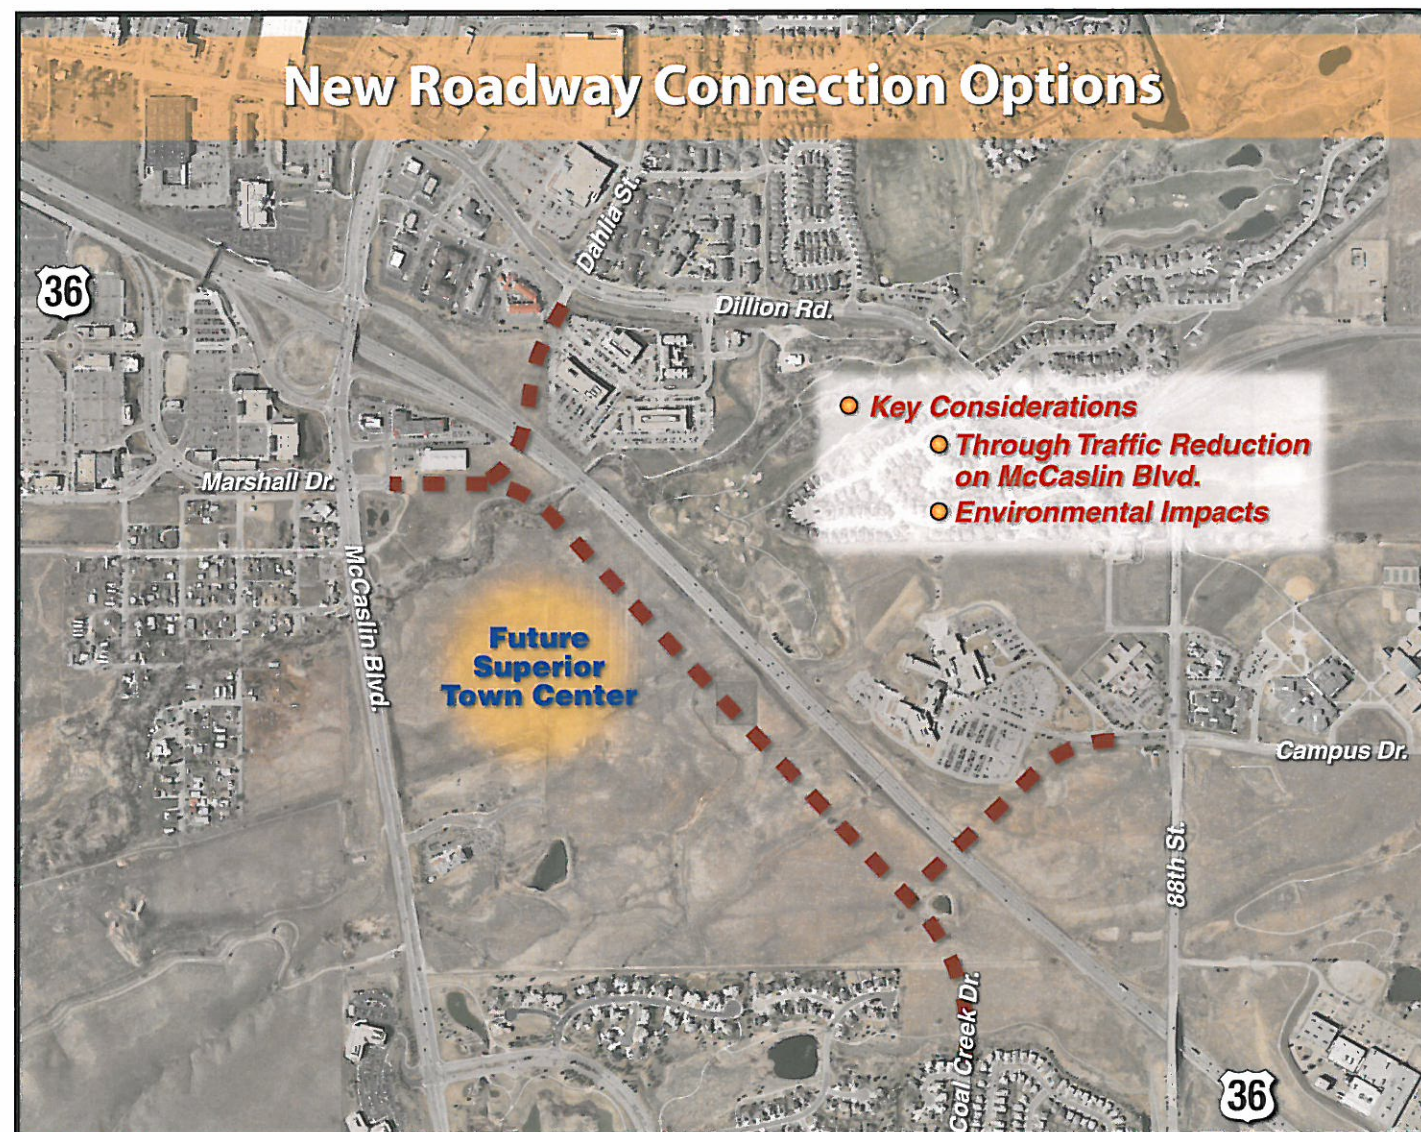 New Roadway Connection Options
36
Dahlia St.
Dillion Rd.
Key Considerations
Through Traffic Reduction
on McCaslin Blvd.
Environmental Impacts
Marshall Dr.
McCaslin Blvd.
Future
Superior
Town Center
Campus Dr.
88th St.
Coal Creek Dr.
36